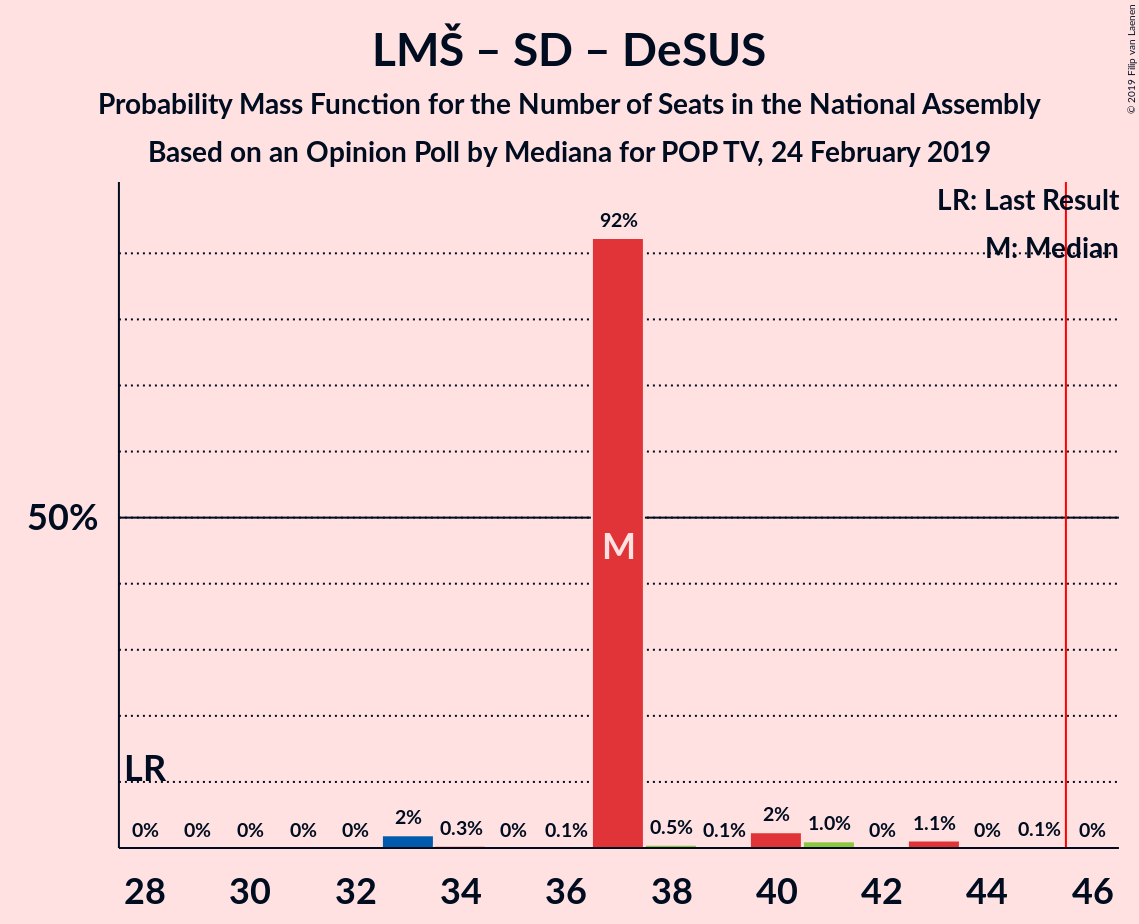 LMŠ – SD – DeSUS
Probability Mass Function for the Number of Seats in the National Assembly
Based on an Opinion Poll by Mediana for POP TV, 24 February 2019
© 2019 Filip van Laenen
LR: Last Result
M: Median
92%
50%
M
LR
0% 0% 0% 0% 0% 2% 0.3% 0% 0.1% 0.5% 0.1% 2% 1.0% 0% 1.1% 0% 0.1% 0%
28 30 32 34 36 38 40 42 44 46